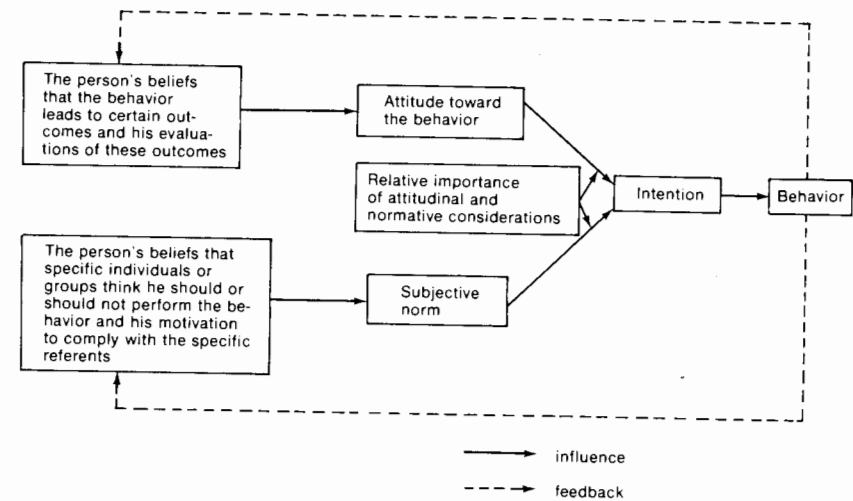 The person's beliefs
that the behavior
leads to certain out-
comes and his evalua-
tions of these outcomes
Attitude toward
the behavior
Relative importance
of attitudinal and
normative considerations
Intention
Behavior
The person's beliefs that
specific individuals or
groups think he should or
should not perform the be-
havior and his motivation
to comply with the specific
referents
Subjective
norm
influence
feedback